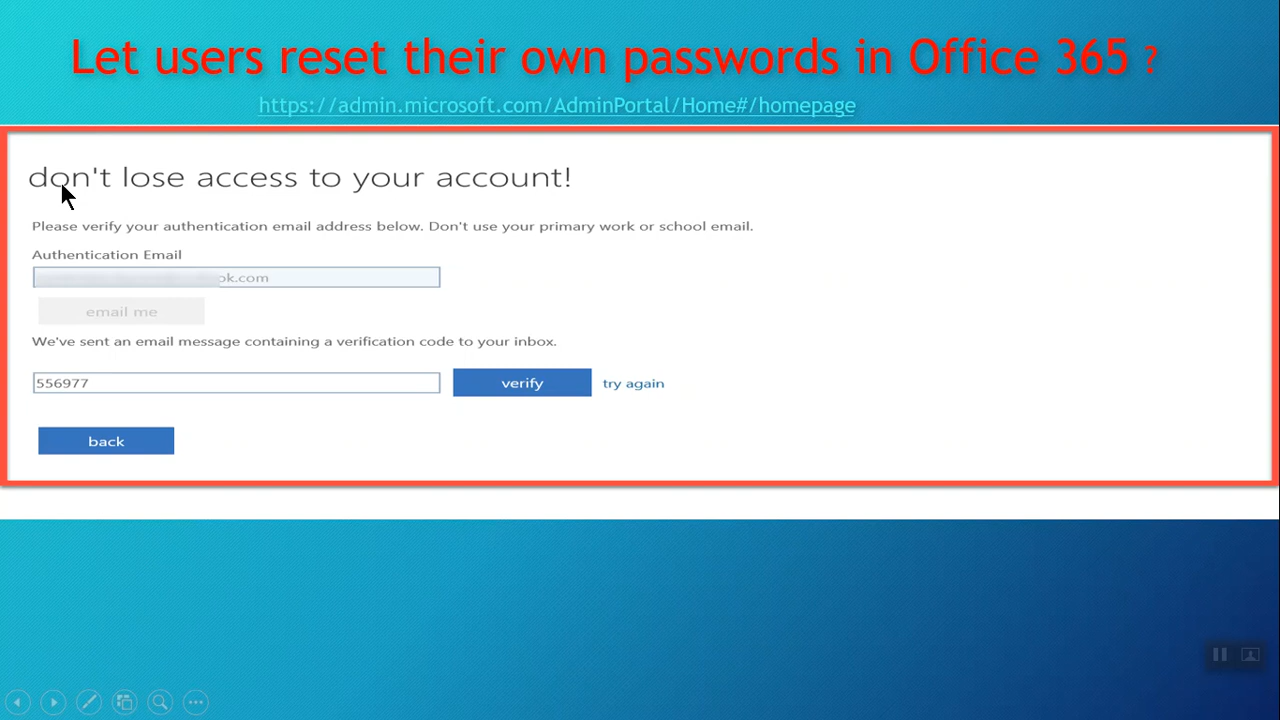 Let users reset their own passwords in Office 365 ?
https://admin.microsoft.com/AdminPortal/Home#/homepage
don't lose access to your account!
Please verify your authentication email address below. Don't use your primary work or school email.
Authentication Email
ok.com
email me
We've sent an email message containing a verification code to your inbox.
556977
verify try again
back